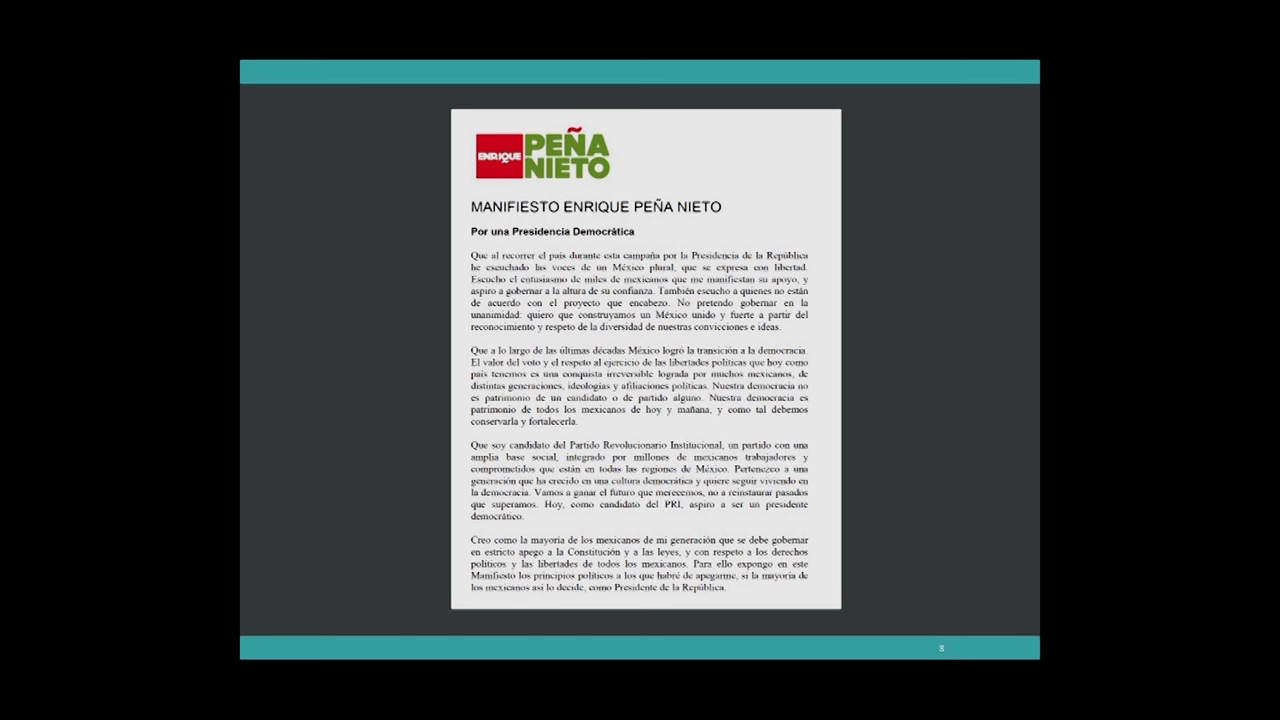 ENRIQUE PEÑA
NIETO
MANIFIESTO ENRIQUE PEÑA NIETO
Por una Presidencia Democrática
Que al recorrer el país durante esta campaña por la Presidencia de la República
he escuchado las voces de un México plural, que se expresa con libertad.
Escucho el entusiasmo de miles de mexicanos que me manifiestan su apoyo, y
aspiro a gobernar a la altura de su confianza. También escucho a quienes no están
de acuerdo con el proyecto que encabezo. No pretendo gobernar en la
unanimidad: quiero que construyamos un México unido y fuerte a partir del
reconocimiento y respeto de la diversidad de nuestras convicciones e ideas.
Que a lo largo de las últimas décadas México logró la transición a la democracia.
El valor del voto y el respeto al ejercicio de las libertades políticas que hoy como
país tenemos es una conquista irreversible lograda por muchos mexicanos, de
distintas generaciones, ideologías y afiliaciones políticas. Nuestra democracia no
es patrimonio de un candidato o de partido alguno. Nuestra democracia es
patrimonio de todos los mexicanos de hoy y mañana, y como tal debemos
conservarla y fortalecerla.
Que soy candidato del Partido Revolucionario Institucional, un partido con una
amplia base social, integrado por millones de mexicanos trabajadores y
comprometidos que están en todas las regiones de México. Pertenezco a una
generación que ha crecido en una cultura democrática y quiere seguir viviendo en
la democracia. Vamos a ganar el futuro que merecemos, no a reinstaurar pasados
que superamos. Hoy, como candidato del PRI, aspiro a ser un presidente
democrático.
Creo como la mayoría de los mexicanos de mi generación que se debe gobernar
en estricto apego a la Constitución y a las leyes, y con respeto a los derechos
políticos y las libertades de todos los mexicanos. Para ello expongo en este
Manifiesto los principios políticos a los que habré de apegarme, si la mayoría de
los mexicanos así lo decide, como Presidente de la República.
8